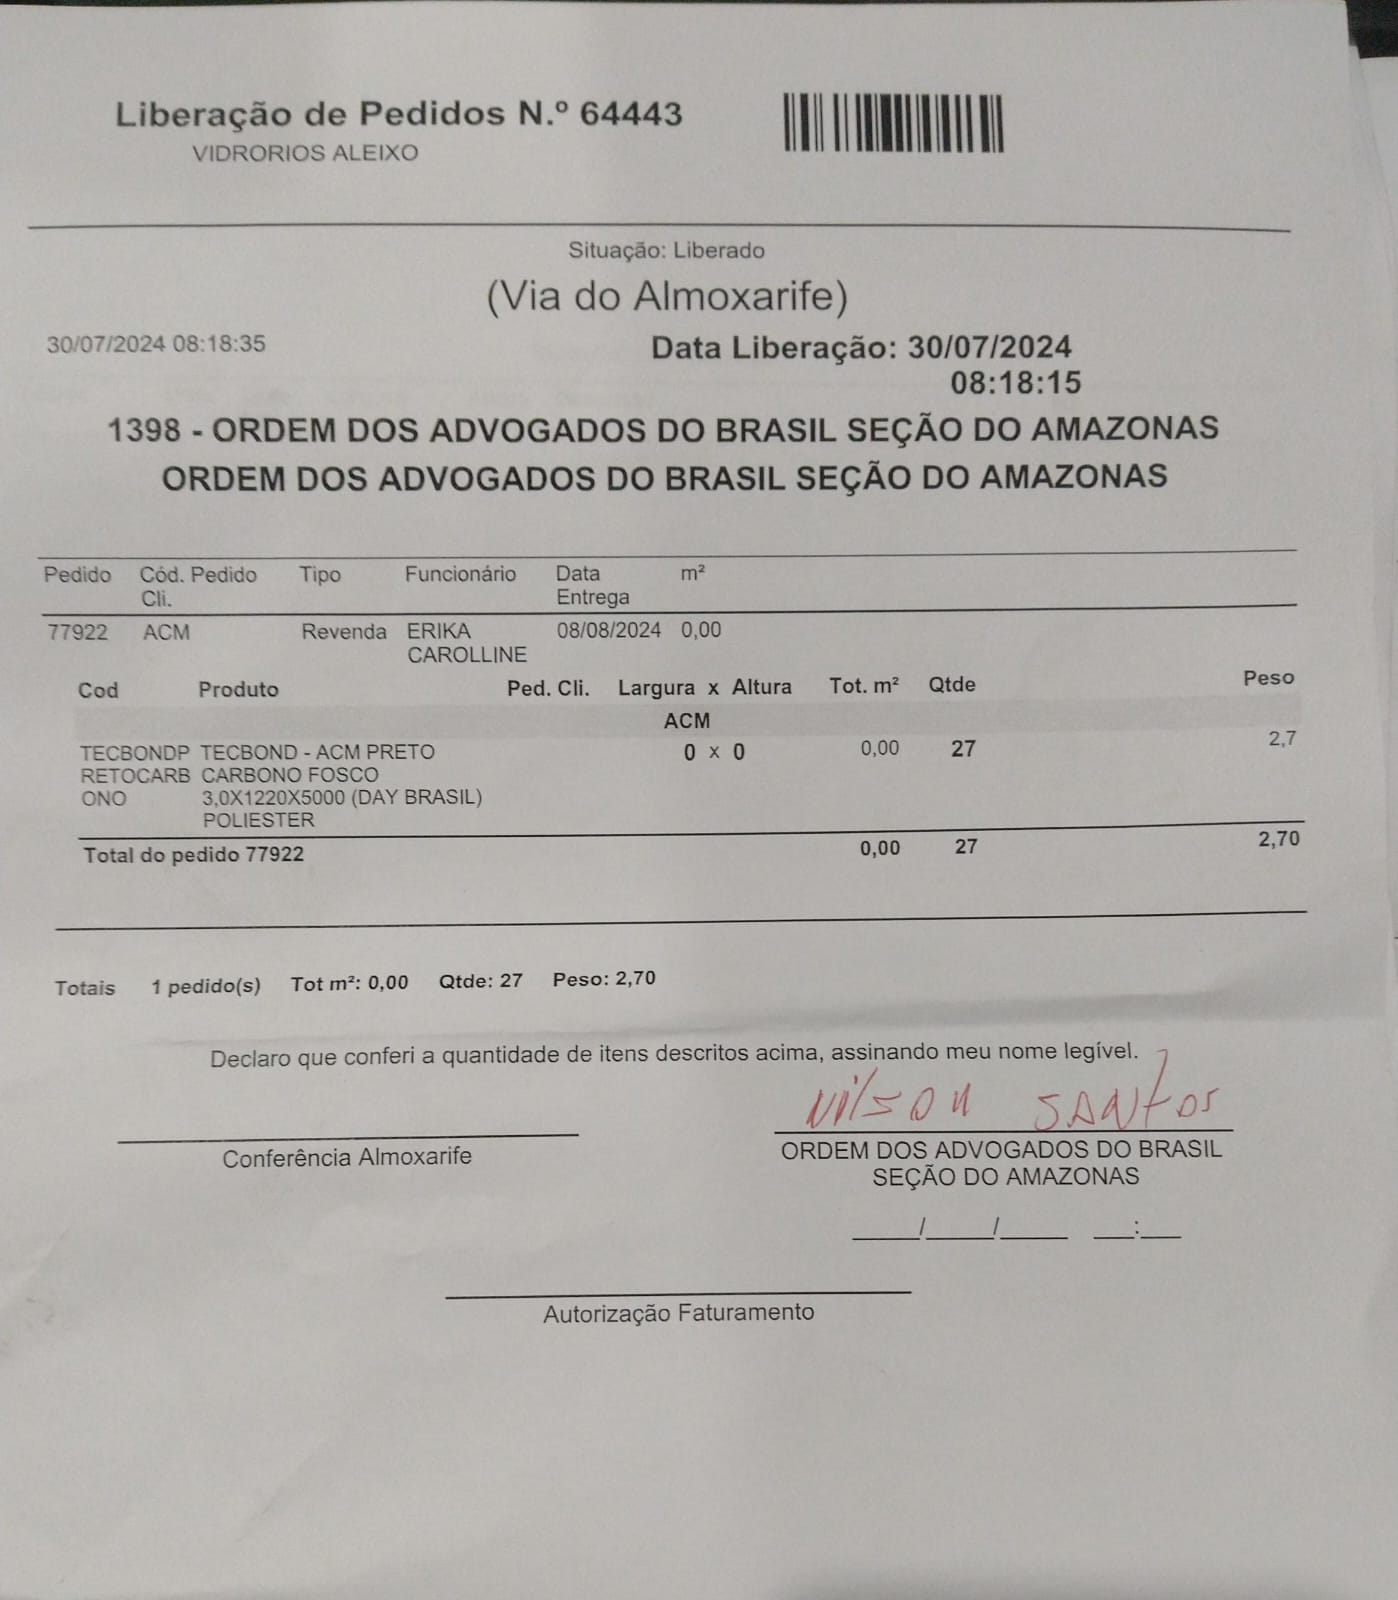 Liberação de Pedidos N.º 64443
VIDRORIOS ALEIXO
Situação: Liberado
(Via do Almoxarife)
30/07/2024 08:18:35
Data Liberação: 30/07/2024
08:18:15
1398 - ORDEM DOS ADVOGADOS DO BRASIL SEÇÃO DO AMAZONAS
ORDEM DOS ADVOGADOS DO BRASIL SEÇÃO DO AMAZONAS
Pedido Cód. Pedido Tipo Funcionário Data m²
Cli. Entrega
77922 ACM Revenda ERIKA 08/08/2024 0,00
CAROLLINE
Cod Produto Ped. Cli. Largura x Altura Tot. m² Qtde Peso
ACM
TECBONDP TECBOND - ACM PRETO 0 x 0 0,00 27 2,7
RETOCARB CARBONO FOSCO
ONO 3,0X1220X5000 (DAY BRASIL)
POLIESTER
Total do pedido 77922 0,00 27 2,70
Totais 1 pedido(s) Tot m²: 0,00 Qtde: 27 Peso: 2,70
Declaro que conferi a quantidade de itens descritos acima, assinando meu nome legível.
Nilson SANtos
Conferência Almoxarife
ORDEM DOS ADVOGADOS DO BRASIL
SEÇÃO DO AMAZONAS
____/____/____ ___:___
Autorização Faturamento